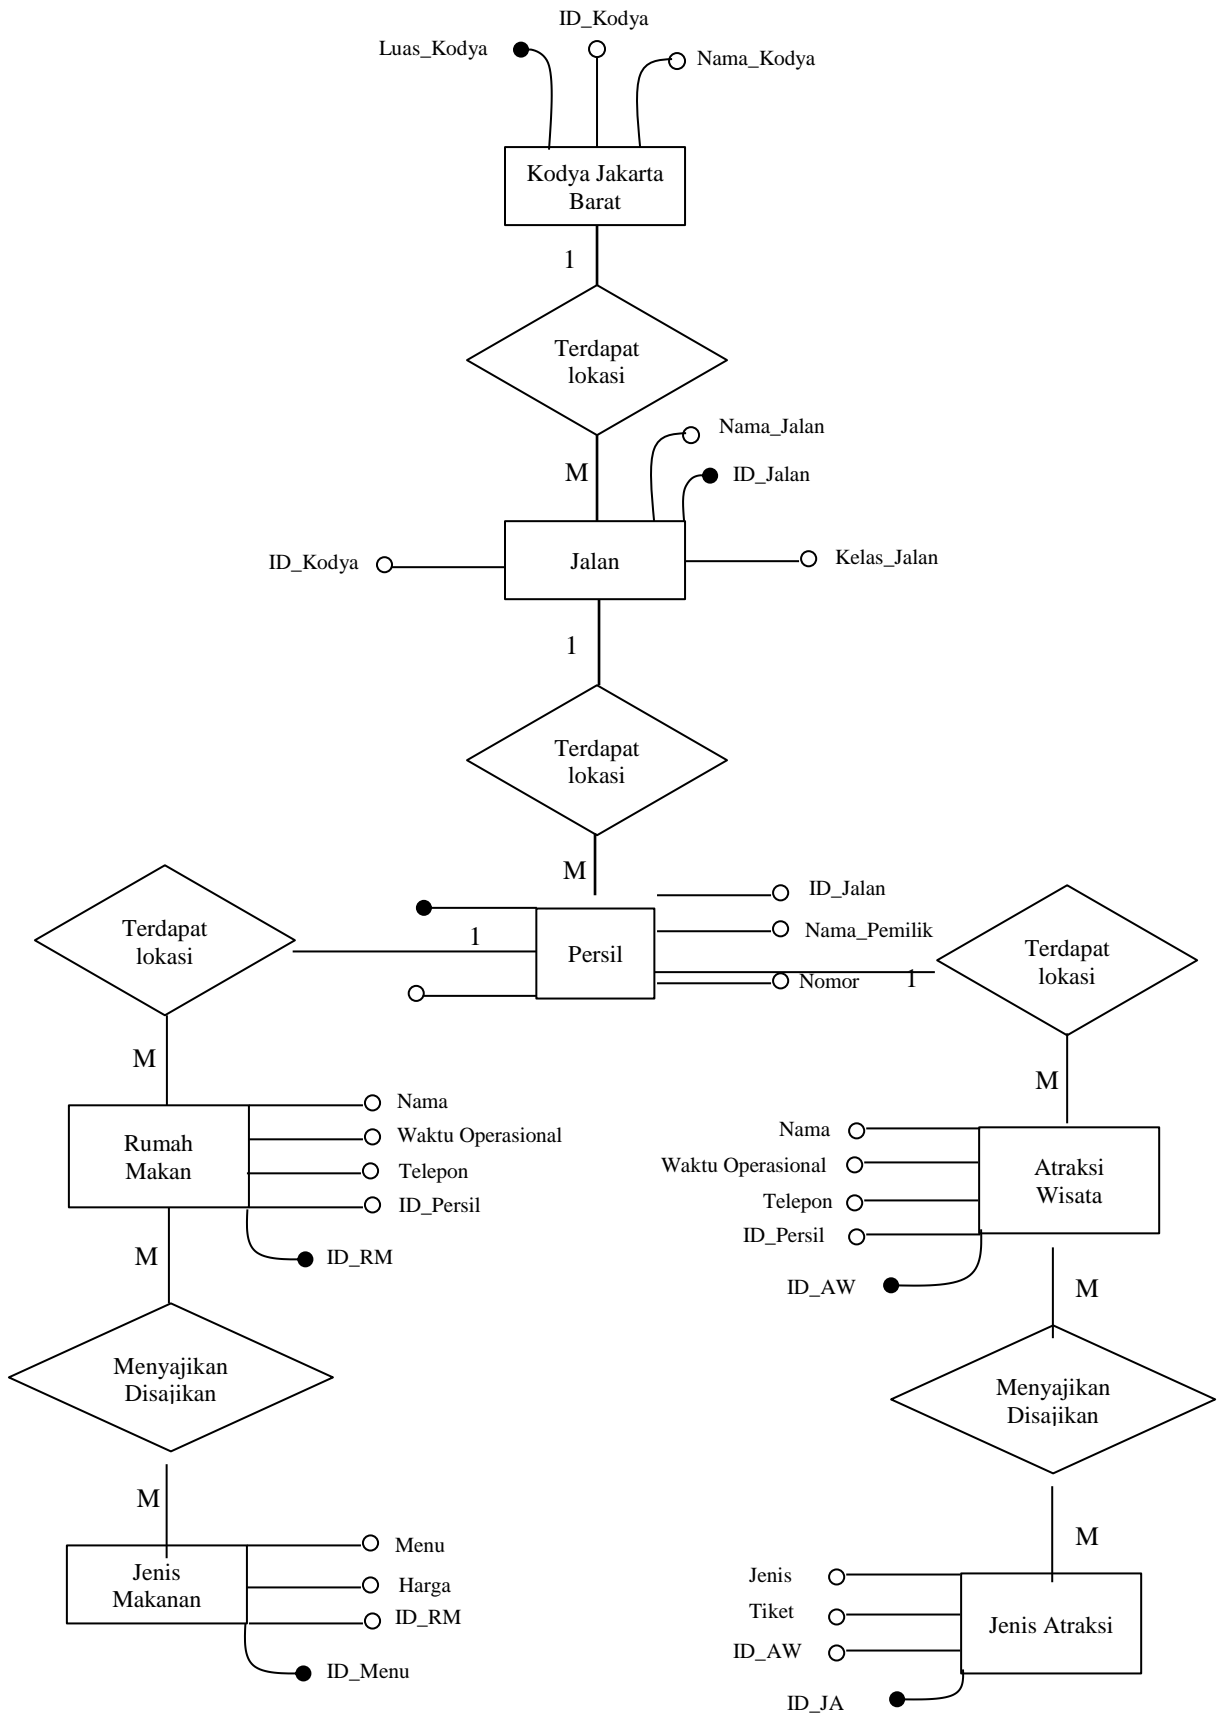 ID_Kodya
Luas_Kodya
Nama_Kodya
Kodya Jakarta
Barat
1
Terdapat
lokasi
Nama_Jalan
M
ID_Jalan
ID_Kodya
Jalan
Kelas_Jalan
1
Terdapat
lokasi
M
ID_Jalan
Terdapat
lokasi
1
Persil
Nama_Pemilik
Nomor
1
Terdapat
lokasi
M
M
Rumah
Makan
Nama
Waktu Operasional
Telepon
ID_Persil
ID_RM
Nama
Waktu Operasional
Telepon
ID_Persil
ID_AW
Atraksi
Wisata
M
M
Menyajikan
Disajikan
Menyajikan
Disajikan
M
M
Jenis
Makanan
Menu
Harga
ID_RM
ID_Menu
Jenis
Tiket
ID_AW
ID_JA
Jenis Atraksi